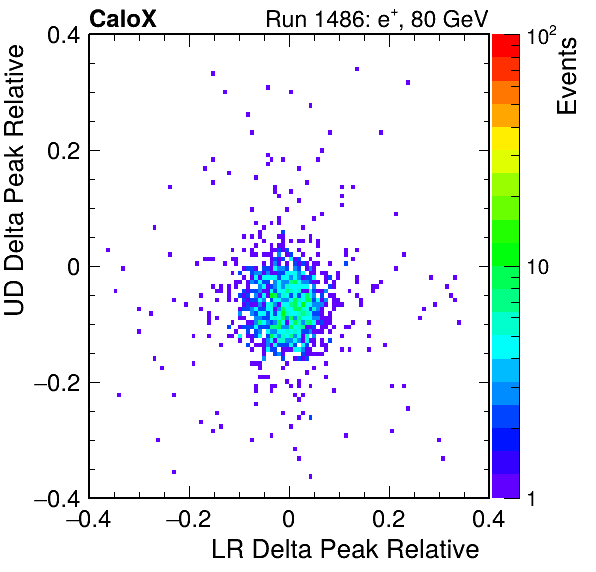 CaloX Run 1486: e⁺, 80 GeV
UD Delta Peak Relative
0.4
0.2
0
−0.2
−0.4
−0.4 −0.2 0 0.2 0.4
LR Delta Peak Relative
10²
10
1
Events